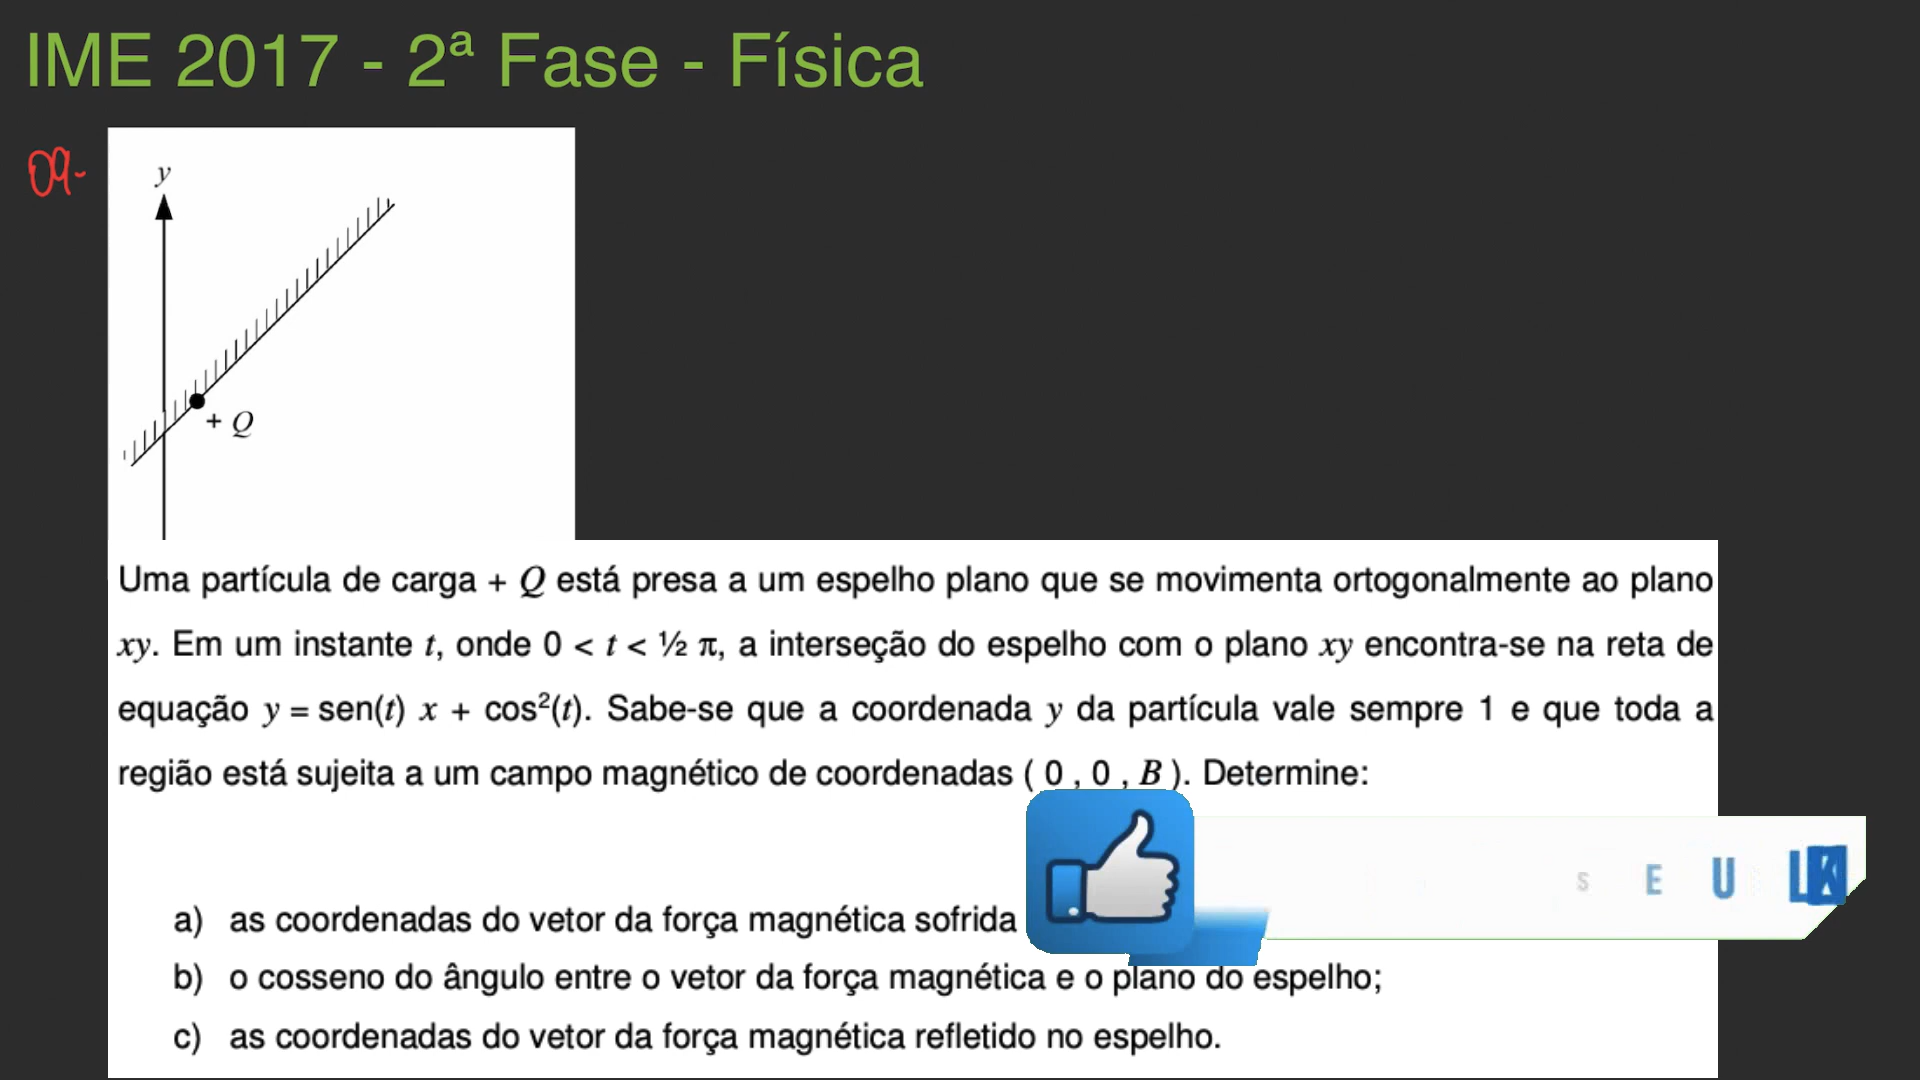 IME 2017 - 2ª Fase - Física
09-
y
+ Q
Uma partícula de carga + Q está presa a um espelho plano que se movimenta ortogonalmente ao plano
xy. Em um instante t, onde 0 < t < ½ π, a interseção do espelho com o plano xy encontra-se na reta de
equação y = sen(t) x + cos²(t). Sabe-se que a coordenada y da partícula vale sempre 1 e que toda a
região está sujeita a um campo magnético de coordenadas ( 0 , 0 , B ). Determine:
a) as coordenadas do vetor da força magnética sofrida
S E U L
b) o cosseno do ângulo entre o vetor da força magnética e o plano do espelho;
c) as coordenadas do vetor da força magnética refletido no espelho.